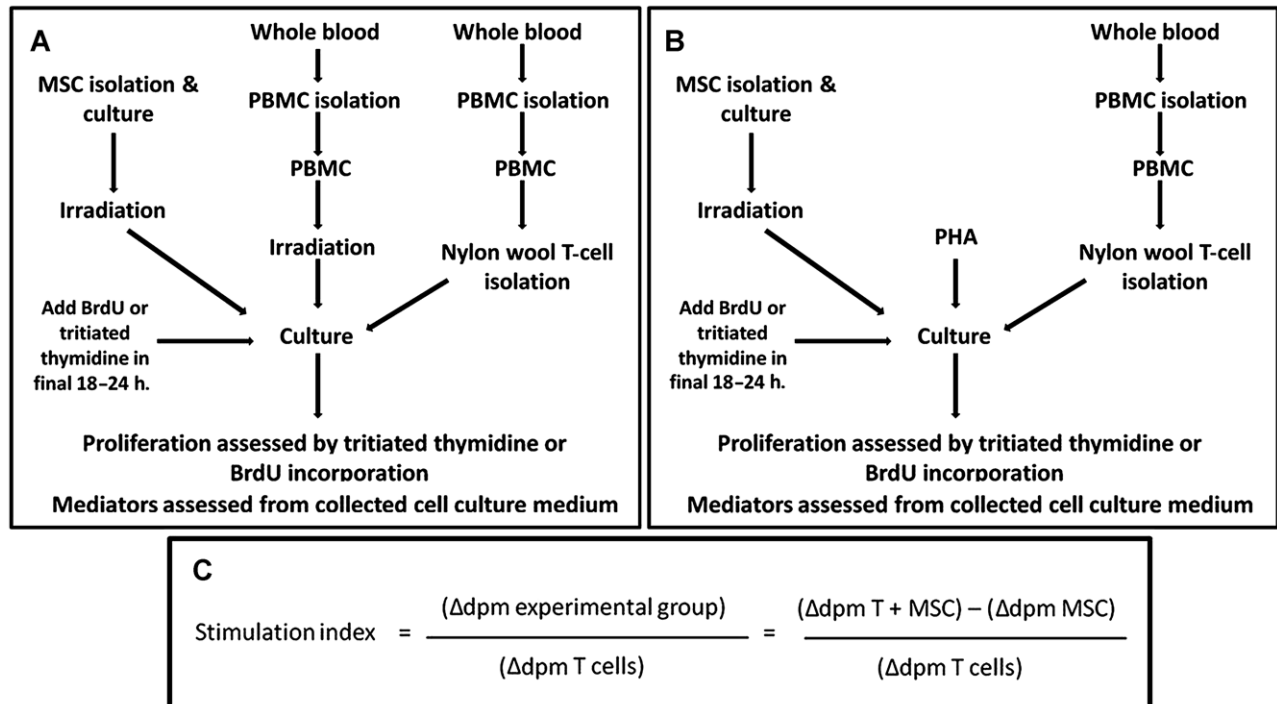 A
Whole blood
Whole blood
MSC isolation &
culture
PBMC isolation
PBMC isolation
PBMC
PBMC
Irradiation
Irradiation
Nylon wool T-cell
isolation
Add BrdU or
tritiated
thymidine in
final 18–24 h.
Culture
Proliferation assessed by tritiated thymidine or
BrdU incorporation
Mediators assessed from collected cell culture medium
B
Whole blood
MSC isolation &
culture
PBMC isolation
PBMC
Irradiation
PHA
Nylon wool T-cell
isolation
Add BrdU or
tritiated
thymidine in
final 18–24 h.
Culture
Proliferation assessed by tritiated thymidine or
BrdU incorporation
Mediators assessed from collected cell culture medium
C
Stimulation index = (Δdpm experimental group) = (Δdpm T + MSC) – (Δdpm MSC)
(Δdpm T cells) (Δdpm T cells)